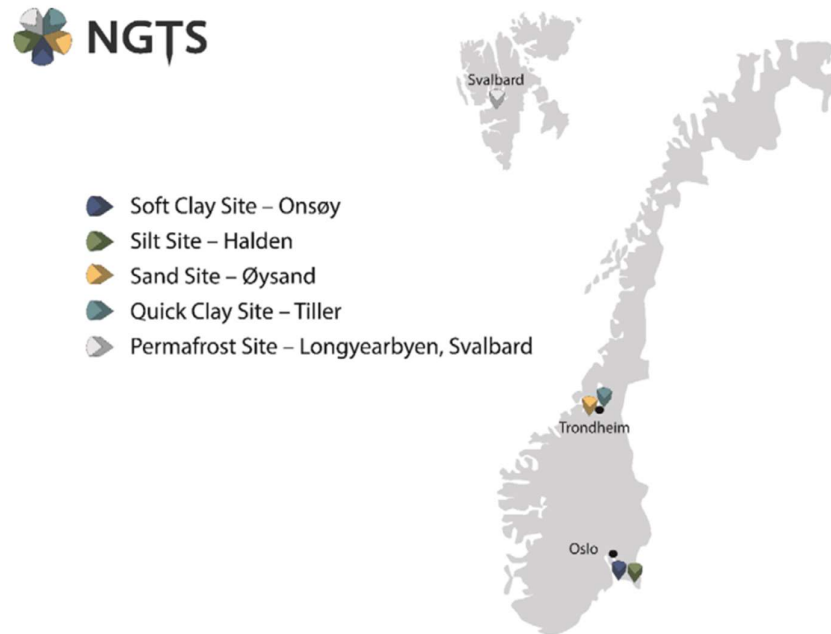 NGTS
Svalbard
Soft Clay Site – Onsøy
Silt Site – Halden
Sand Site – Øysand
Quick Clay Site – Tiller
Permafrost Site – Longyearbyen, Svalbard
Trondheim
Oslo